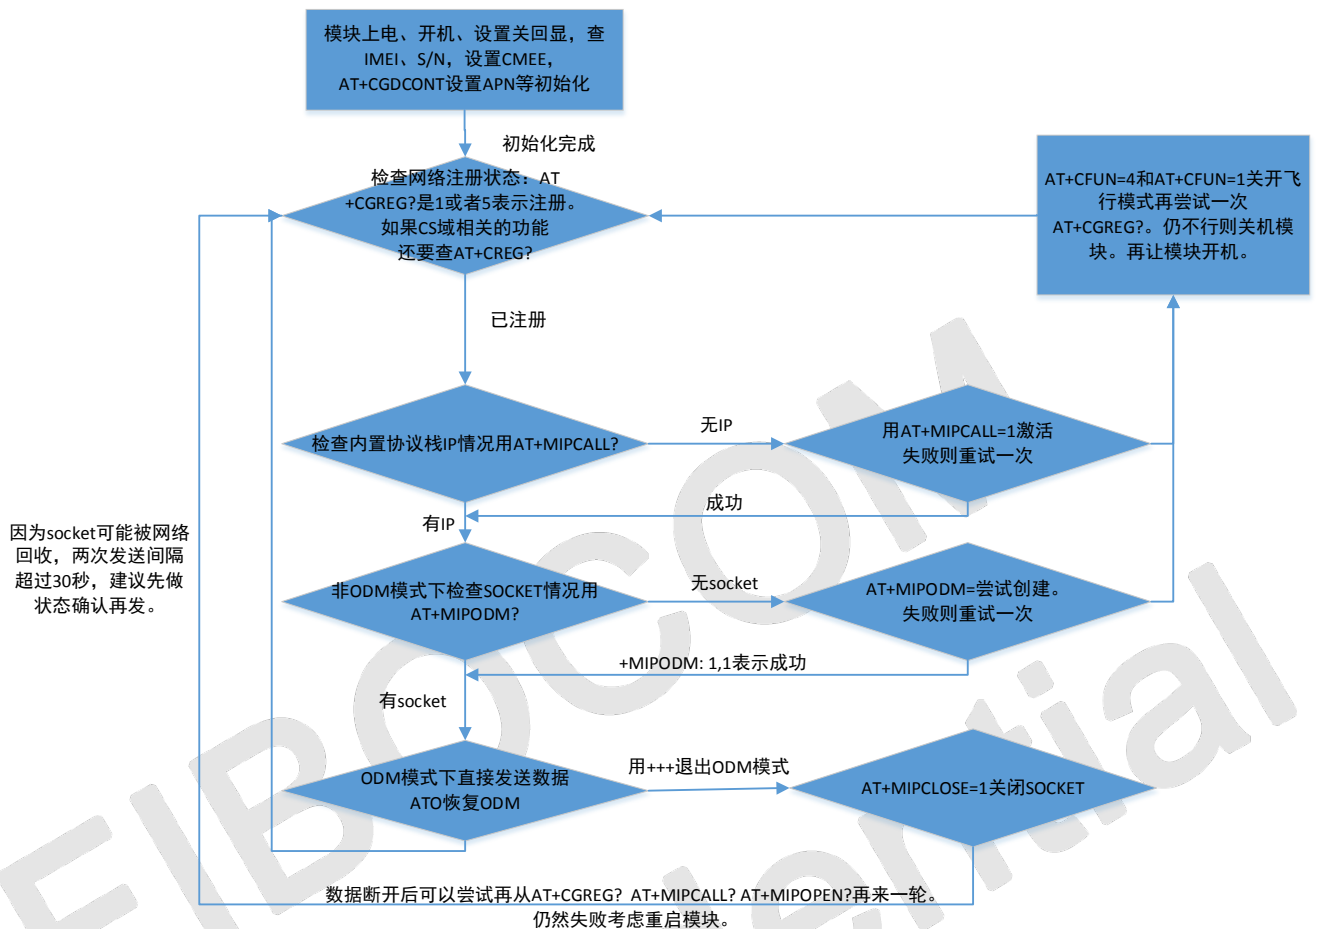 模块上电、开机、设置关回显，查
IMEI、S/N，设置CMEE，
AT+CGDCONT设置APN等初始化
初始化完成
检查网络注册状态：AT
+CGREG?是1或者5表示注册。
如果CS域相关的功能
还要查AT+CREG?
AT+CFUN=4和AT+CFUN=1关开飞
行模式再尝试一次
AT+CGREG?。仍不行则关机模
块。再让模块开机。
已注册
检查内置协议栈IP情况用AT+MIPCALL?
无IP
用AT+MIPCALL=1激活
失败则重试一次
成功
有IP
因为socket可能被网络
回收，两次发送间隔
超过30秒，建议先做
状态确认再发。
非ODM模式下检查SOCKET情况用
AT+MIPODM?
无socket
AT+MIPODM=尝试创建。
失败则重试一次
+MIPODM: 1,1表示成功
有socket
ODM模式下直接发送数据
ATO恢复ODM
用+++退出ODM模式
AT+MIPCLOSE=1关闭SOCKET
数据断开后可以尝试再从AT+CGREG? AT+MIPCALL? AT+MIPOPEN?再来一轮。
仍然失败考虑重启模块。
FIBOCOM